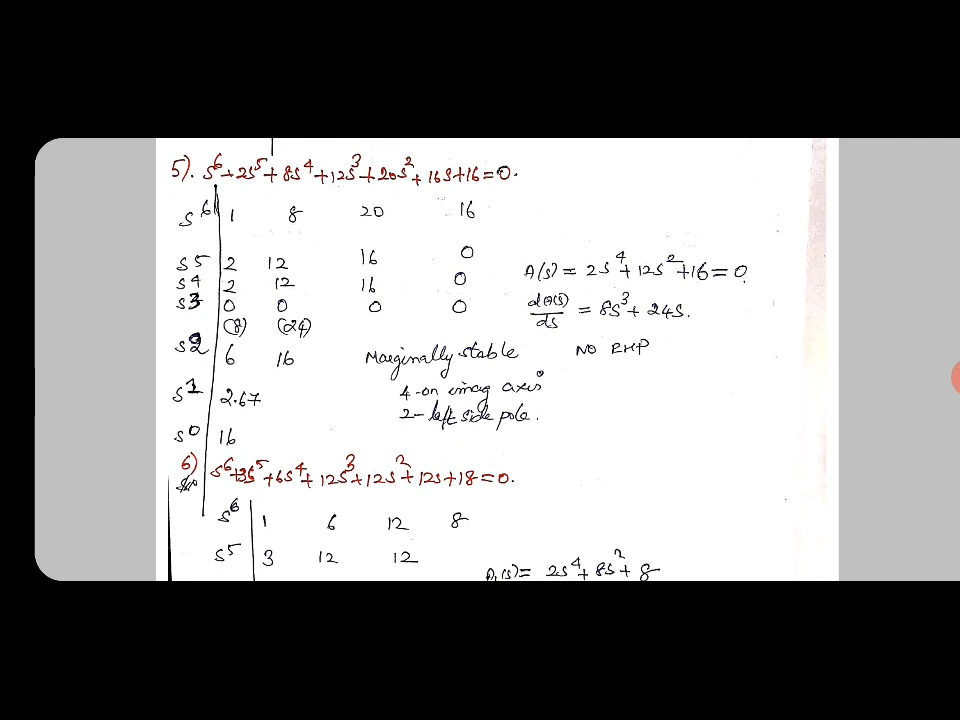 5). s⁶+2s⁵+8s⁴+12s³+20s²+16s+16=0.
s⁶ 1 8 20 16
s⁵ 2 12 16 0
s⁴ 2 12 16 0
s³ 0 0 0 0
(8) (24)
s² 6 16
s¹ 2.67
s⁰ 16
A(s) = 2s⁴+12s²+16=0
dA(s)/ds = 8s³+24s.
Marginally stable NO RHP
4-on imag axis
2-left side pole.
6) s⁶+3s⁵+6s⁴+12s³+12s²+12s+18=0.
s⁶ 1 6 12 8
s⁵ 3 12 12
A(s)= 2s⁴+8s²+8